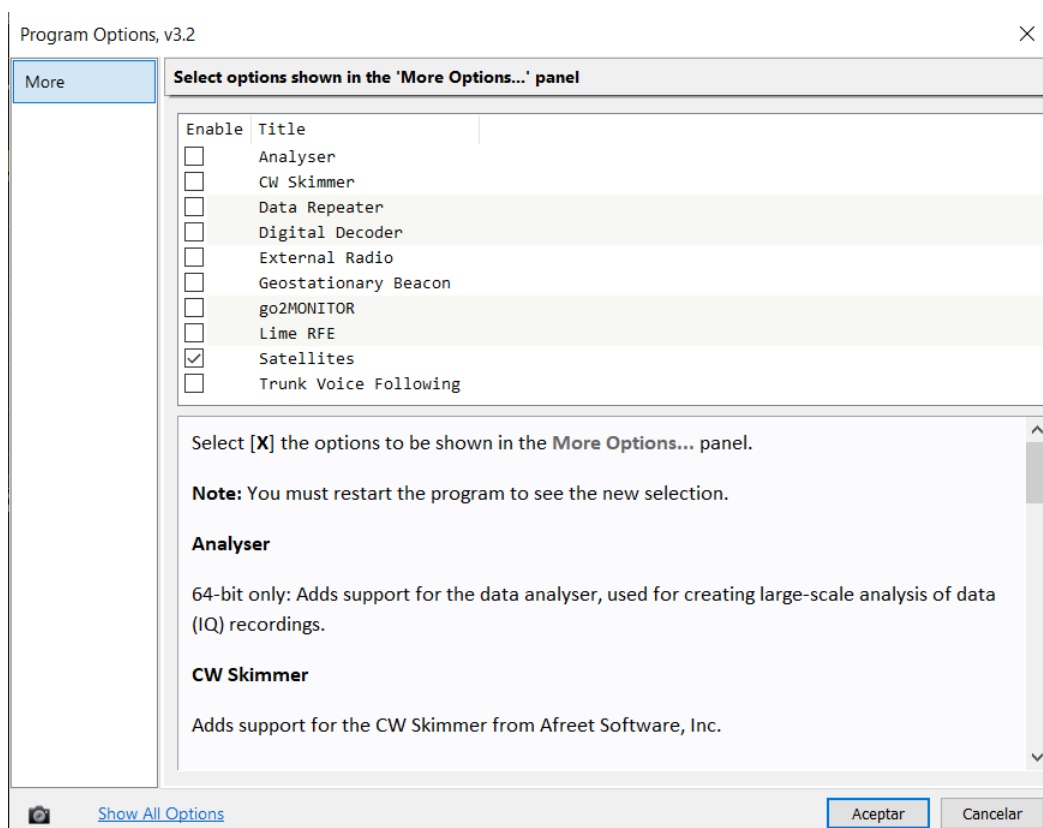 Program Options, v3.2
More
Select options shown in the 'More Options...' panel
Enable Title
Analyser
CW Skimmer
Data Repeater
Digital Decoder
External Radio
Geostationary Beacon
go2MONITOR
Lime RFE
Satellites
Trunk Voice Following
Select [X] the options to be shown in the More Options... panel.
Note: You must restart the program to see the new selection.
Analyser
64-bit only: Adds support for the data analyser, used for creating large-scale analysis of data
(IQ) recordings.
CW Skimmer
Adds support for the CW Skimmer from Afreet Software, Inc.
Show All Options
Aceptar
Cancelar